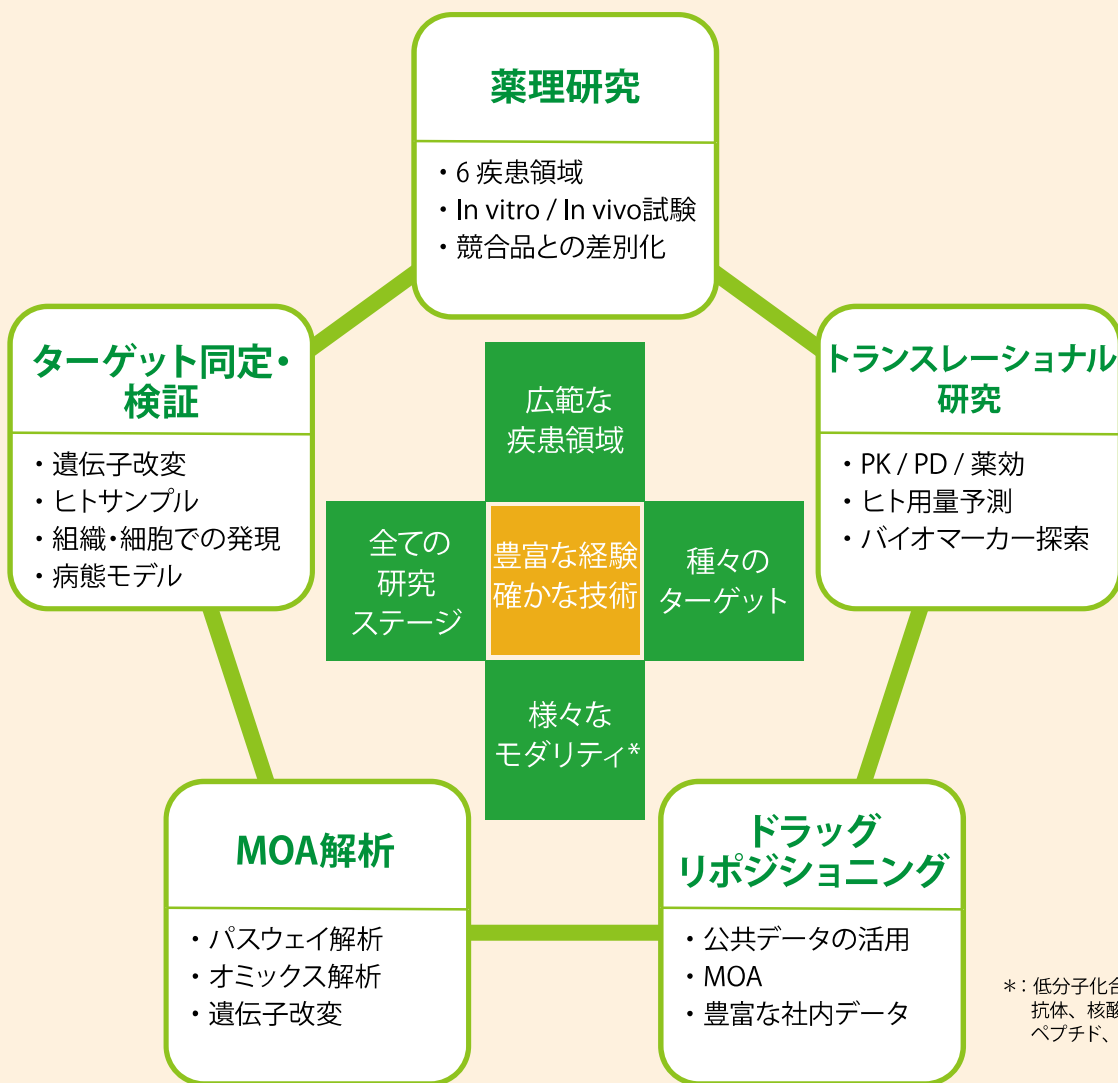 薬理研究
・6 疾患領域
・In vitro / In vivo試験
・競合品との差別化
ターゲット同定・
検証
・遺伝子改変
・ヒトサンプル
・組織・細胞での発現
・病態モデル
トランスレーショナル
研究
・PK / PD / 薬効
・ヒト用量予測
・バイオマーカー探索
広範な
疾患領域
全ての
研究
ステージ
豊富な経験
確かな技術
種々の
ターゲット
様々な
モダリティ*
MOA解析
・パスウェイ解析
・オミックス解析
・遺伝子改変
ドラッグ
リポジショニング
・公共データの活用
・MOA
・豊富な社内データ
*：低分子化合
抗体、核酸
ペプチド、